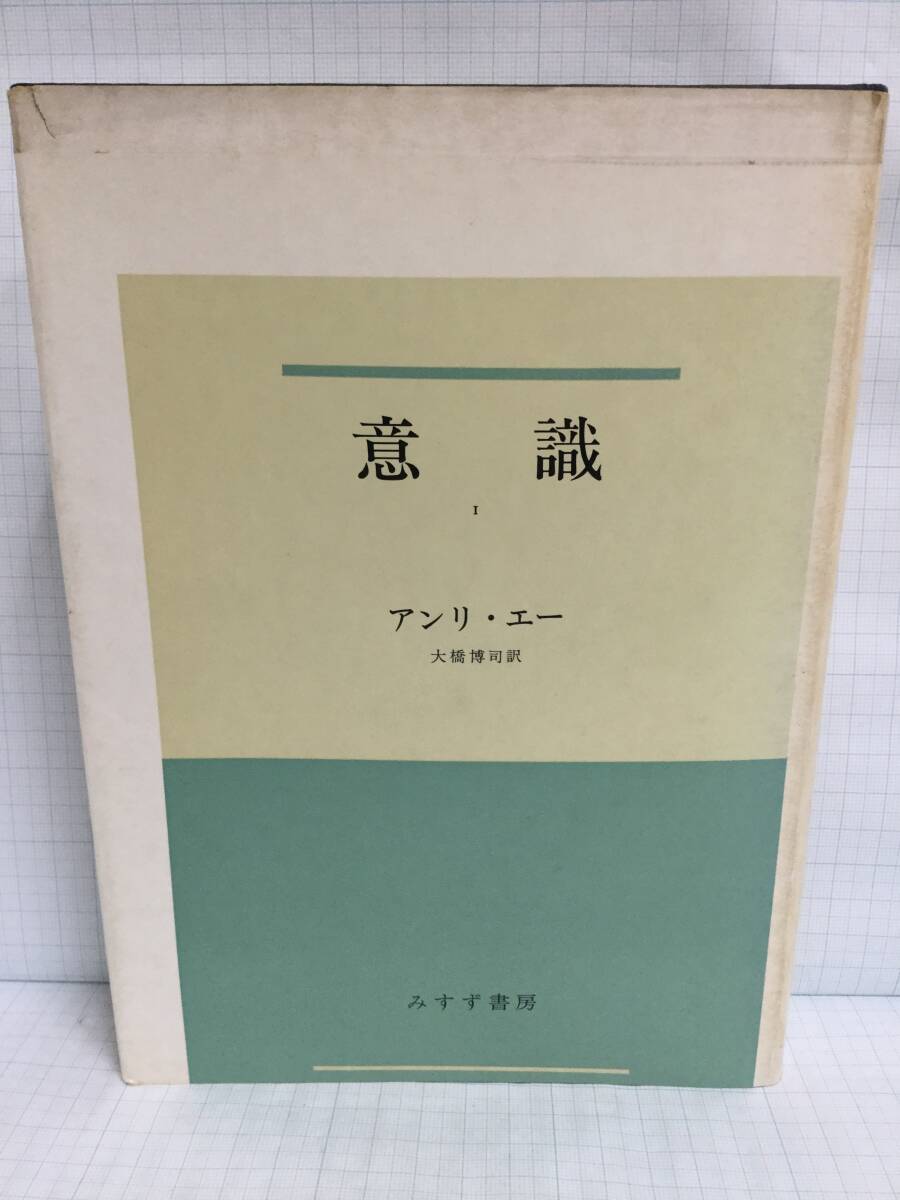 意識
I
アンリ・エー
大橋博司訳
みすず書房